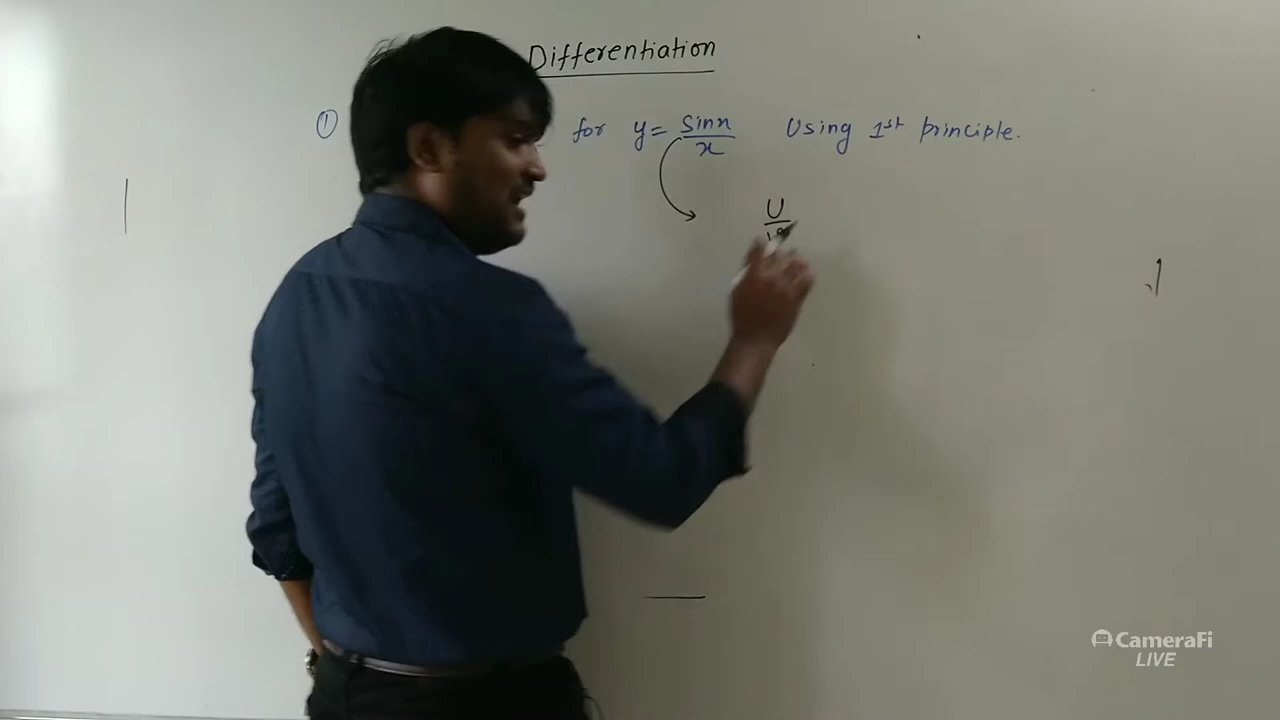 Differentiation
① for y= sinx/x Using 1st principle.
U
CameraFi
LIVE